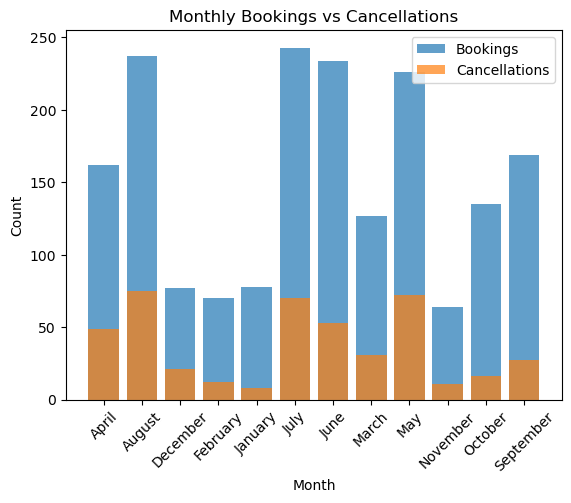 Monthly Bookings vs Cancellations
Bookings
Cancellations
Count
250
200
150
100
50
0
April
August
December
February
January
July
June
March
May
November
October
September
Month